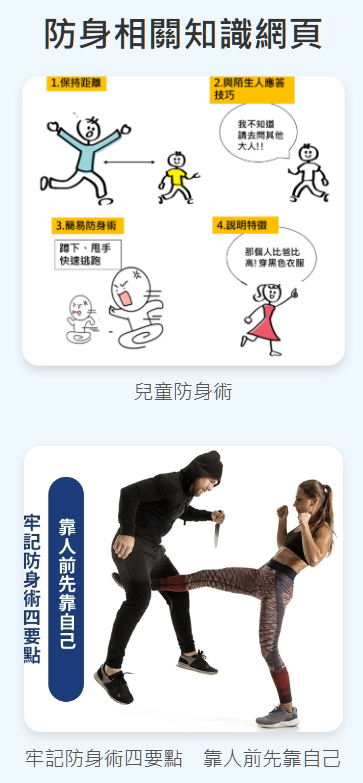 防身相關知識網頁
1.保持距離
2.與陌生人應答
技巧
我不知道
請去問其他
大人!!
3.簡易防身術
蹲下、甩手
快速逃跑
4.說明特徵
那個人比爸比
高! 穿黑色衣服
兒童防身術
靠人前先靠自己
牢記防身術四要點
牢記防身術四要點 靠人前先靠自己